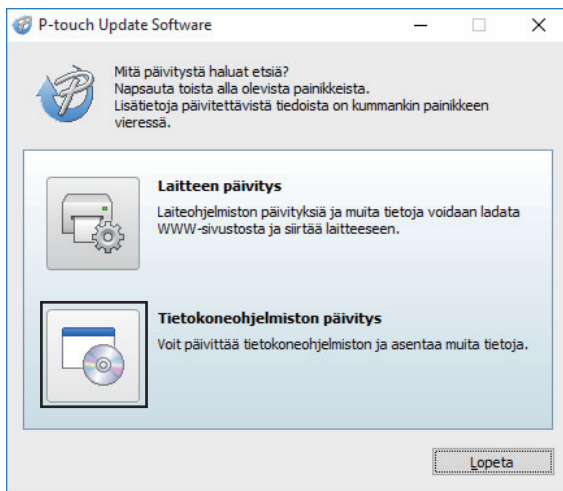 P-touch Update Software
Mitä päivitystä haluat etsiä?
Napsauta toista alla olevista painikkeista.
Lisätietoja päivitettävistä tiedoista on kummankin painikkeen
vieressä.
Laitteen päivitys
Laiteohjelmiston päivityksiä ja muita tietoja voidaan ladata
WWW-sivustosta ja siirtää laitteeseen.
Tietokoneohjelmiston päivitys
Voit päivittää tietokoneohjelmiston ja asentaa muita tietoja.
Lopeta